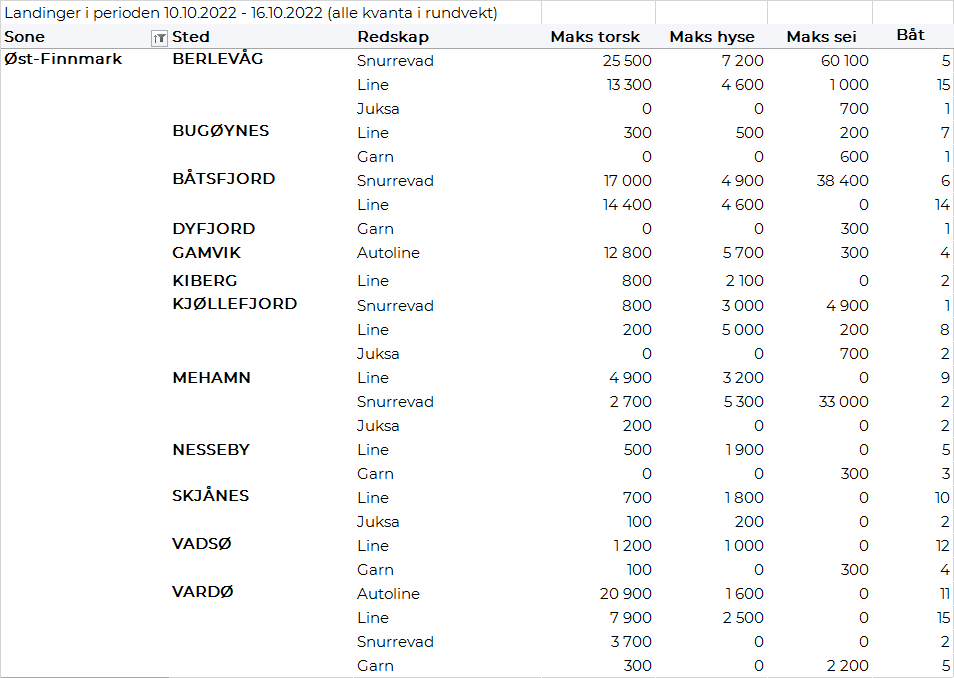 Landinger i perioden 10.10.2022 - 16.10.2022 (alle kvanta i rundvekt)
Sone Sted Redskap Maks torsk Maks hyse Maks sei Båt
Øst-Finnmark BERLEVÅG Snurrevad 25 500 7 200 60 100 5
Line 13 300 4 600 1 000 15
Juksa 0 0 700 1
BUGØYNES Line 300 500 200 7
Garn 0 0 600 1
BÅTSFJORD Snurrevad 17 000 4 900 38 400 6
Line 14 400 4 600 0 14
DYFJORD Garn 0 0 300 1
GAMVIK Autoline 12 800 5 700 300 4
KIBERG Line 800 2 100 0 2
KJØLLEFJORD Snurrevad 800 3 000 4 900 1
Line 200 5 000 200 8
Juksa 0 0 700 2
MEHAMN Line 4 900 3 200 0 9
Snurrevad 2 700 5 300 33 000 2
Juksa 200 0 0 2
NESSEBY Line 500 1 900 0 5
Garn 0 0 300 3
SKJÅNES Line 700 1 800 0 10
Juksa 100 200 0 2
VADSØ Line 1 200 1 000 0 12
Garn 100 0 300 4
VARDØ Autoline 20 900 1 600 0 11
Line 7 900 2 500 0 15
Snurrevad 3 700 0 0 2
Garn 300 0 2 200 5